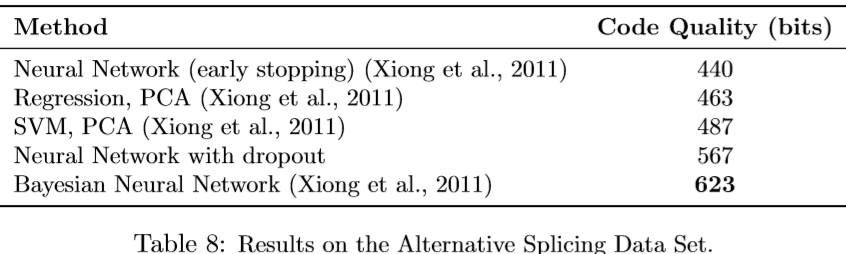 Method Code Quality (bits)
Neural Network (early stopping) (Xiong et al., 2011) 440
Regression, PCA (Xiong et al., 2011) 463
SVM, PCA (Xiong et al., 2011) 487
Neural Network with dropout 567
Bayesian Neural Network (Xiong et al., 2011) 623
Table 8: Results on the Alternative Splicing Data Set.